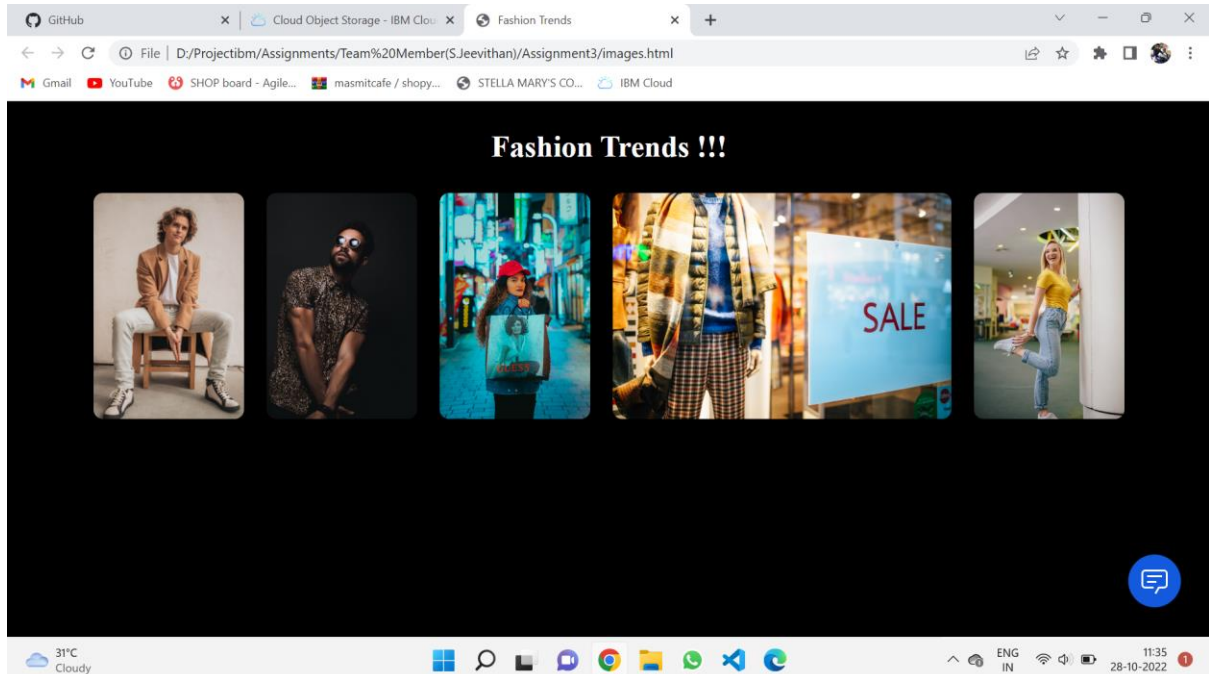 GitHub
Cloud Object Storage - IBM Clou
Fashion Trends
File | D:/Projectibm/Assignments/Team%20Member(S.Jeevithan)/Assignment3/images.html
Gmail
YouTube
SHOP board - Agile...
masmitcafe / shopy...
STELLA MARY'S CO...
IBM Cloud
Fashion Trends !!!
GUESS
SALE
31°C
Cloudy
ENG
IN
11:35
28-10-2022
1